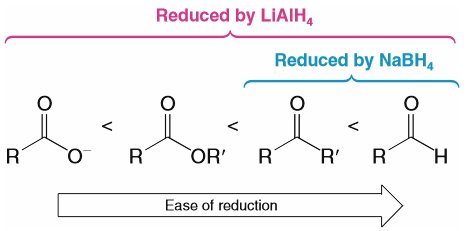 Reduced by LiAlH₄
Reduced by NaBH₄
O O O O
R O⁻ < R OR′ < R R′ < R H
Ease of reduction